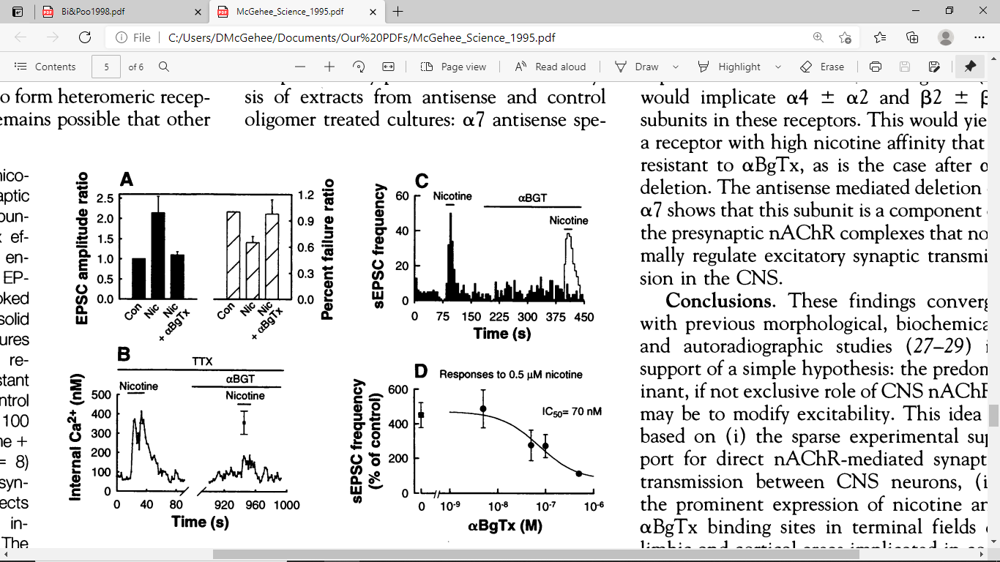 Bi&Poo1998.pdf
McGehee_Science_1995.pdf
File
C:/Users/DMcGehee/Documents/Our%20PDFs/McGehee_Science_1995.pdf
Contents
5
of 6
Page view
Read aloud
Draw
Highlight
Erase
o form heteromeric recep-
emains possible that other
nico-
aptic
oun-
ef-
en-
EP-
oked
solid
ures
re-
stant
ntrol
100
ne +
= 8)
syn-
ects
in-
The
sis of extracts from antisense and control
oligomer treated cultures: α7 antisense spe-
A
EPSC amplitude ratio
2.5
2.0
1.5
1.0
0.5
0.0
Con
Nic
Nic
+ αBgTx
Con
Nic
Nic
+ αBgTx
1.2
0.9
0.6
0.3
0.0
Percent failure ratio
B
TTX
αBGT
Nicotine
Nicotine
Internal Ca2+ (nM)
500
400
300
200
100
0
0
40
80
920
960
1000
Time (s)
C
sEPSC frequency
60
40
20
0
Nicotine
αBGT
Nicotine
0
75
150
225
300
375
450
Time (s)
D
Responses to 0.5 μM nicotine
IC50= 70 nM
sEPSC frequency
(% of control)
600
400
200
0
0
10-9
10-8
10-7
10-6
αBgTx (M)
would implicate α4 ± α2 and β2 ± β
subunits in these receptors. This would yie
a receptor with high nicotine affinity that
resistant to αBgTx, as is the case after α
deletion. The antisense mediated deletion
α7 shows that this subunit is a component
the presynaptic nAChR complexes that no
mally regulate excitatory synaptic transmi
sion in the CNS.
Conclusions. These findings converg
with previous morphological, biochemica
and autoradiographic studies (27–29) i
support of a simple hypothesis: the predom
inant, if not exclusive role of CNS nAChR
may be to modify excitability. This idea
based on (i) the sparse experimental sup
port for direct nAChR-mediated synapt
transmission between CNS neurons, (i
the prominent expression of nicotine an
αBgTx binding sites in terminal fields